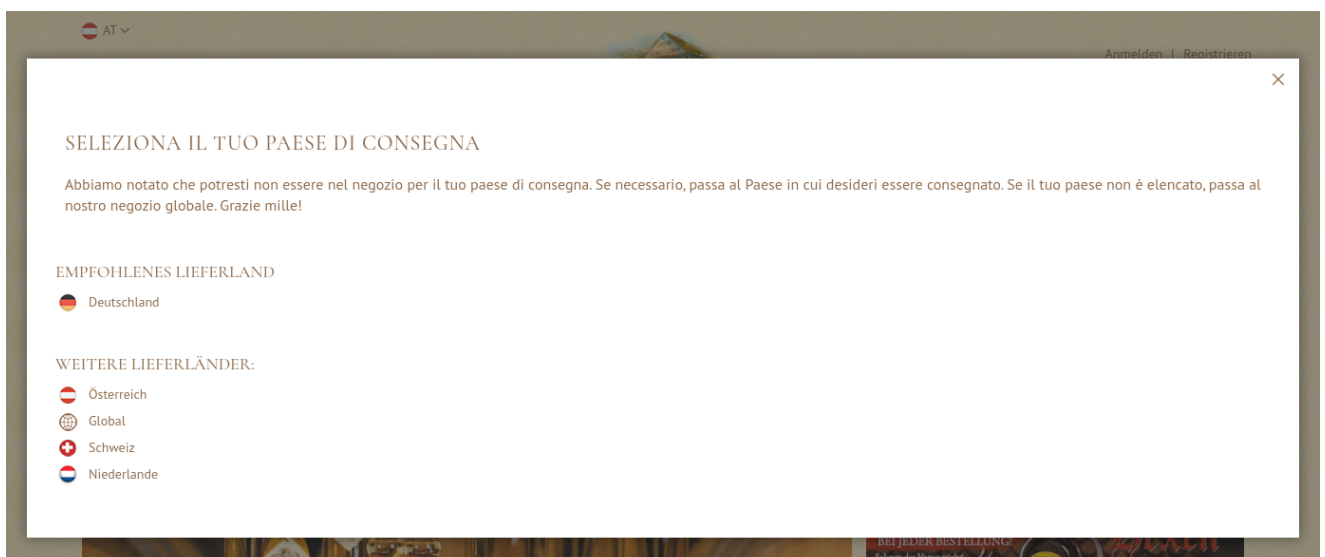 AT
Anmelden | Registrieren
SELEZIONA IL TUO PAESE DI CONSEGNA
Abbiamo notato che potresti non essere nel negozio per il tuo paese di consegna. Se necessario, passa al Paese in cui desideri essere consegnato. Se il tuo paese non è elencato, passa al
nostro negozio globale. Grazie mille!
EMPFOHLENES LIEFERLAND
Deutschland
WEITERE LIEFERLÄNDER:
Österreich
Global
Schweiz
Niederlande
BEI JEDER BESTELLUNG!